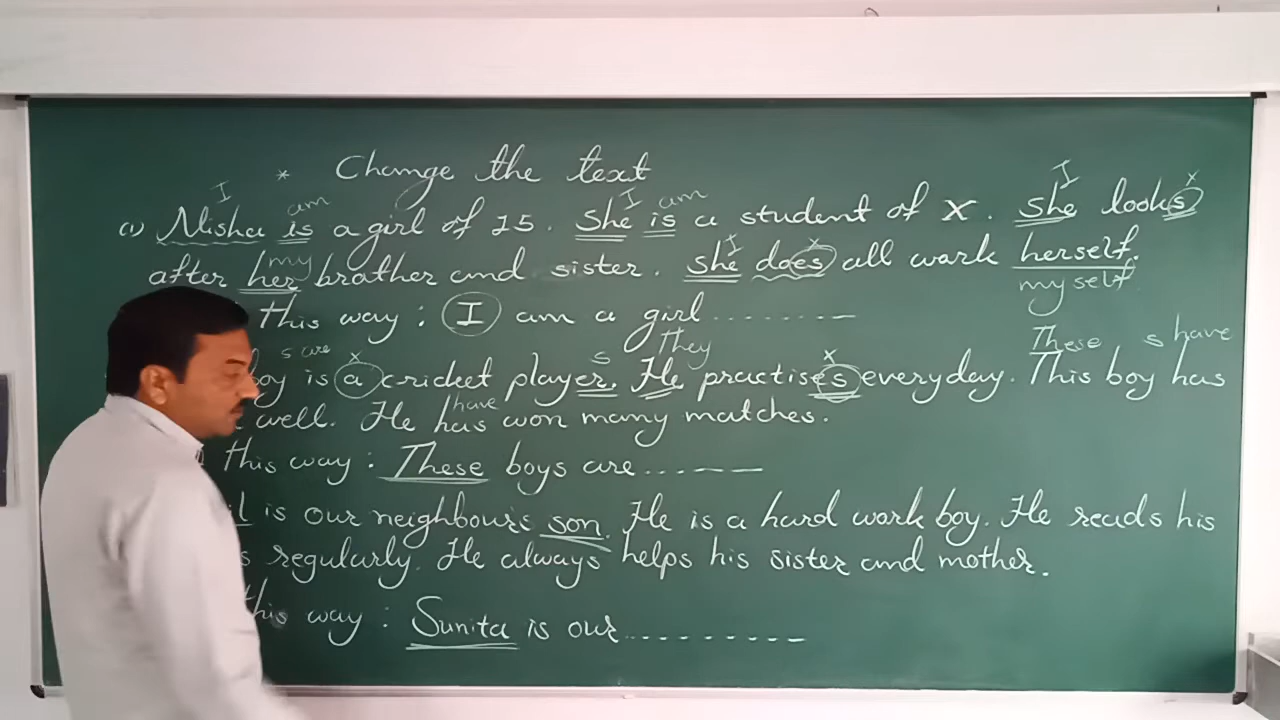 * Change the text
I am I am I x
(1) Nisha is a girl of 15. She is a student of X. She looks
my I x
after her brother and sister. She does all work herself.
myself
this way : I am a girl ........
s are x s They x These s have
boy is a cricket player. He practises everyday. This boy has
have
well. He has won many matches.
this way : These boys are ......
is our neighbour's son. He is a hard work boy. He reads his
s regularly. He always helps his sister and mother.
this way : Sunita is our .........